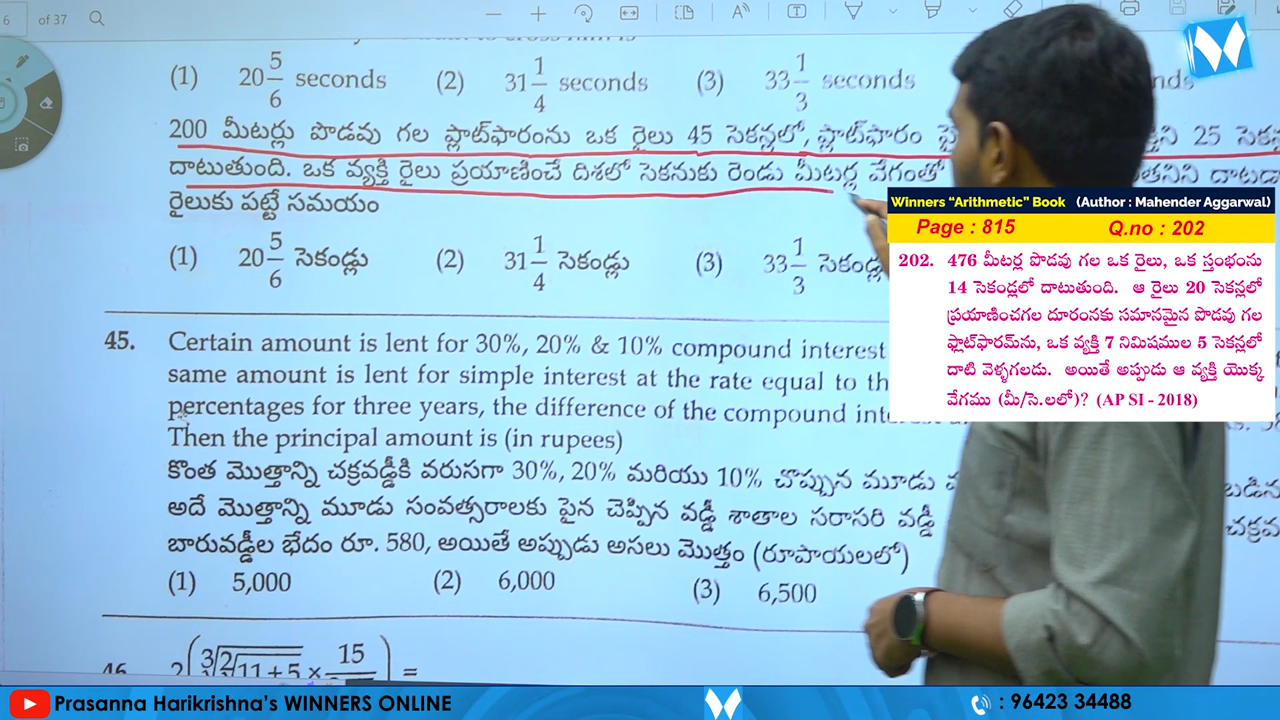 6 of 37
(1) 20 5/6 seconds (2) 31 1/4 seconds (3) 33 1/3 seconds
200 మీటర్లు పొడవు గల ప్లాట్‌ఫారంను ఒక రైలు 45 సెకన్లలో, ప్లాట్‌ఫారం 25
దాటుతుంది. ఒక వ్యక్తి రైలు ప్రయాణించే దిశలో సెకనుకు రెండు మీటర్ల వేగంతో
రైలుకు పట్టే సమయం
(1) 20 5/6 సెకండ్లు (2) 31 1/4 సెకండ్లు (3) 33 1/3
Winners “Arithmetic” Book (Author : Mahender Aggarwal)
Page : 815 Q.no : 202
202. 476 మీటర్ల పొడవు గల ఒక రైలు, ఒక స్తంభంను
14 సెకండ్లలో దాటుతుంది. ఆ రైలు 20 సెకన్లలో
ప్రయాణించగల దూరంనకు సమానమైన పొడవు గల
ఫ్లాట్‌ఫారమ్‌ను, ఒక వ్యక్తి 7 నిమిషముల 5 సెకన్లలో
దాటి వెళ్ళగలడు. అయితే అప్పుడు ఆ వ్యక్తి యొక్క
వేగము (మీ/సె.లలో)? (AP SI - 2018)
45. Certain amount is lent for 30%, 20% & 10% compound interest
same amount is lent for simple interest at the rate equal to
percentages for three years, the difference of the compound
Then the principal amount is (in rupees)
కొంత మొత్తాన్ని చక్రవడ్డీకి వరుసగా 30%, 20% మరియు 10% చొప్పున మూడు
అదే మొత్తాన్ని మూడు సంవత్సరాలకు పైన చెప్పిన వడ్డీ శాతాల సరాసరి వడ్డీ
బారువడ్డీల భేదం రూ. 580, అయితే అప్పుడు అసలు మొత్తం (రూపాయలలో)
(1) 5,000 (2) 6,000 (3) 6,500
Prasanna Harikrishna’s WINNERS ONLINE : 96423 34488